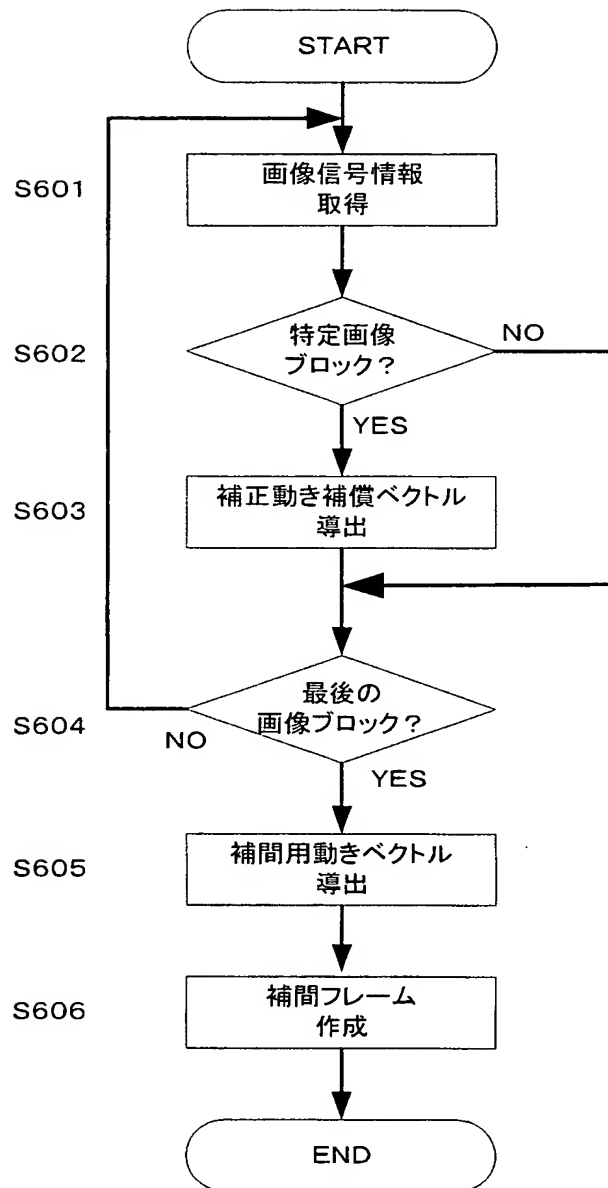 START
S601
画像信号情報
取得
S602
特定画像
ブロック？
NO
YES
S603
補正動き補償ベクトル
導出
S604
最後の
画像ブロック？
NO
YES
S605
補間用動きベクトル
導出
S606
補間フレーム
作成
END